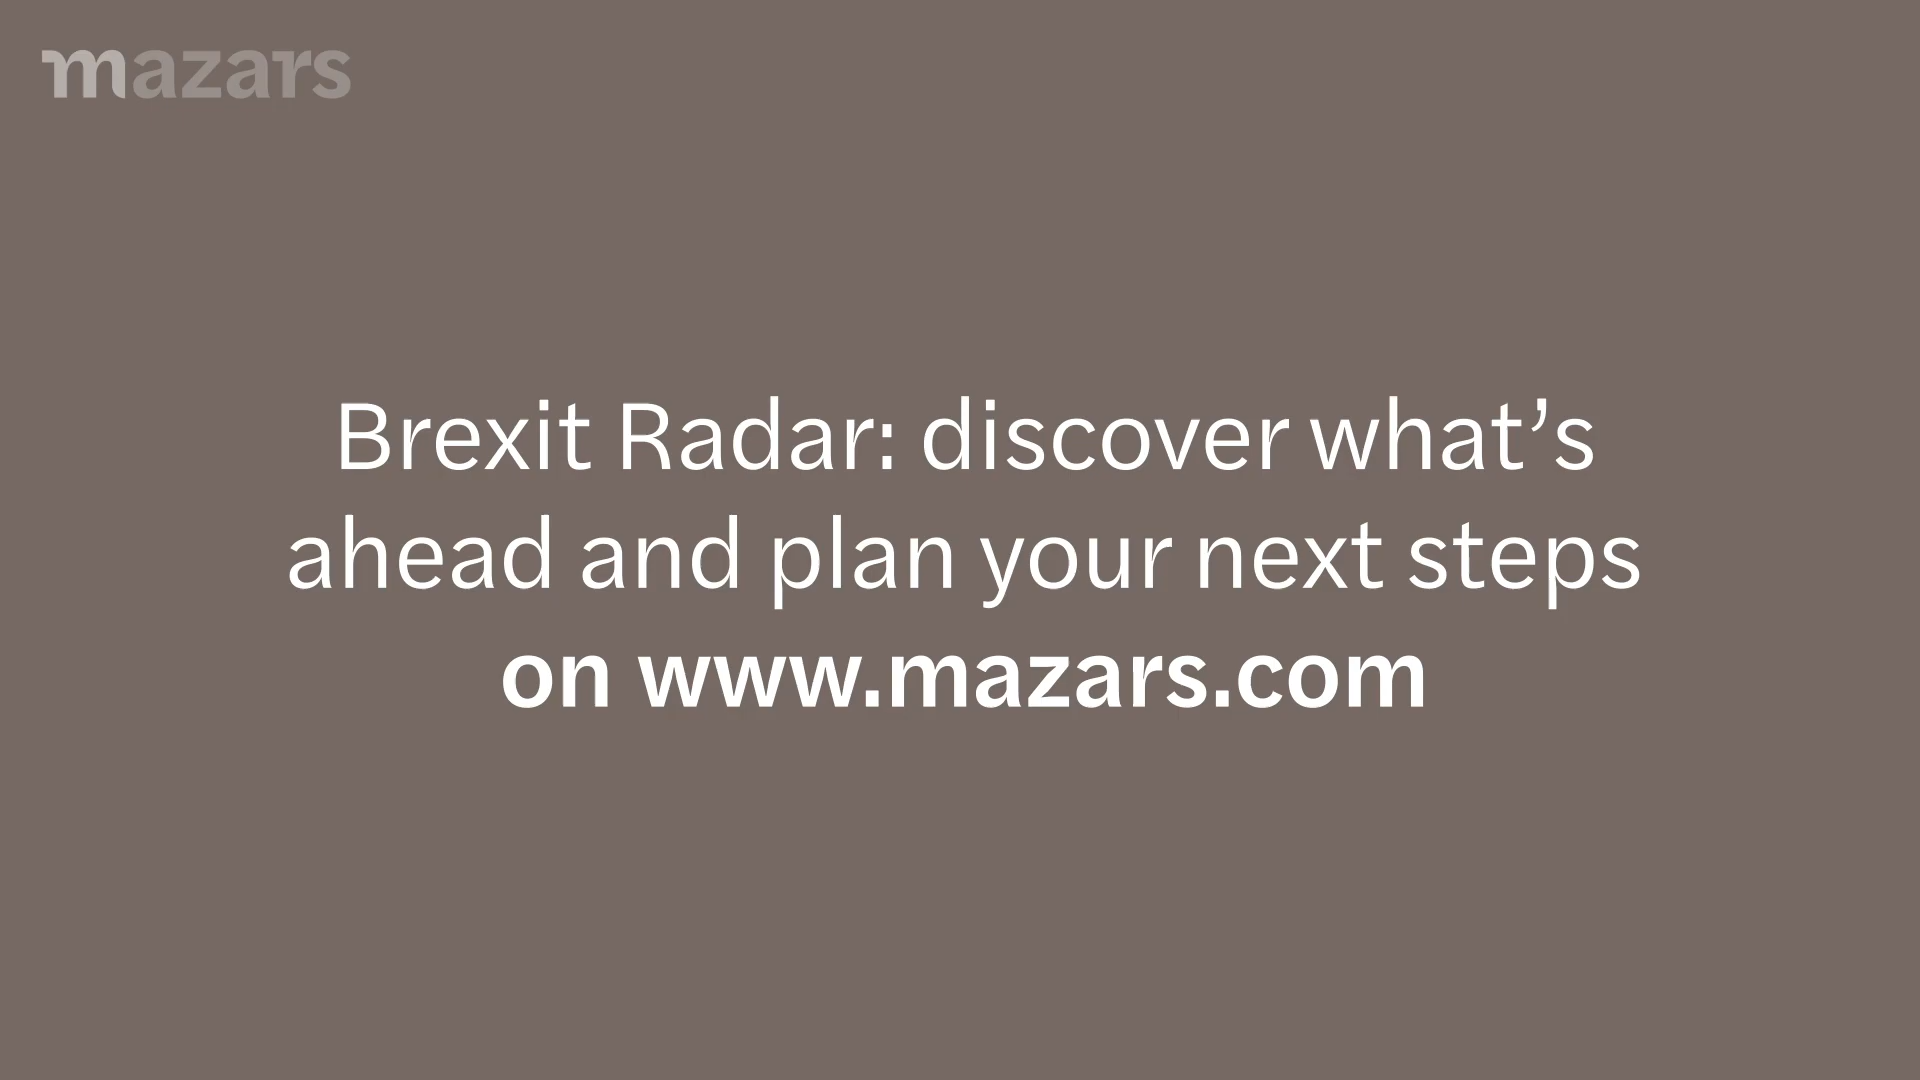 mazars
Brexit Radar: discover what’s
ahead and plan your next steps
on www.mazars.com